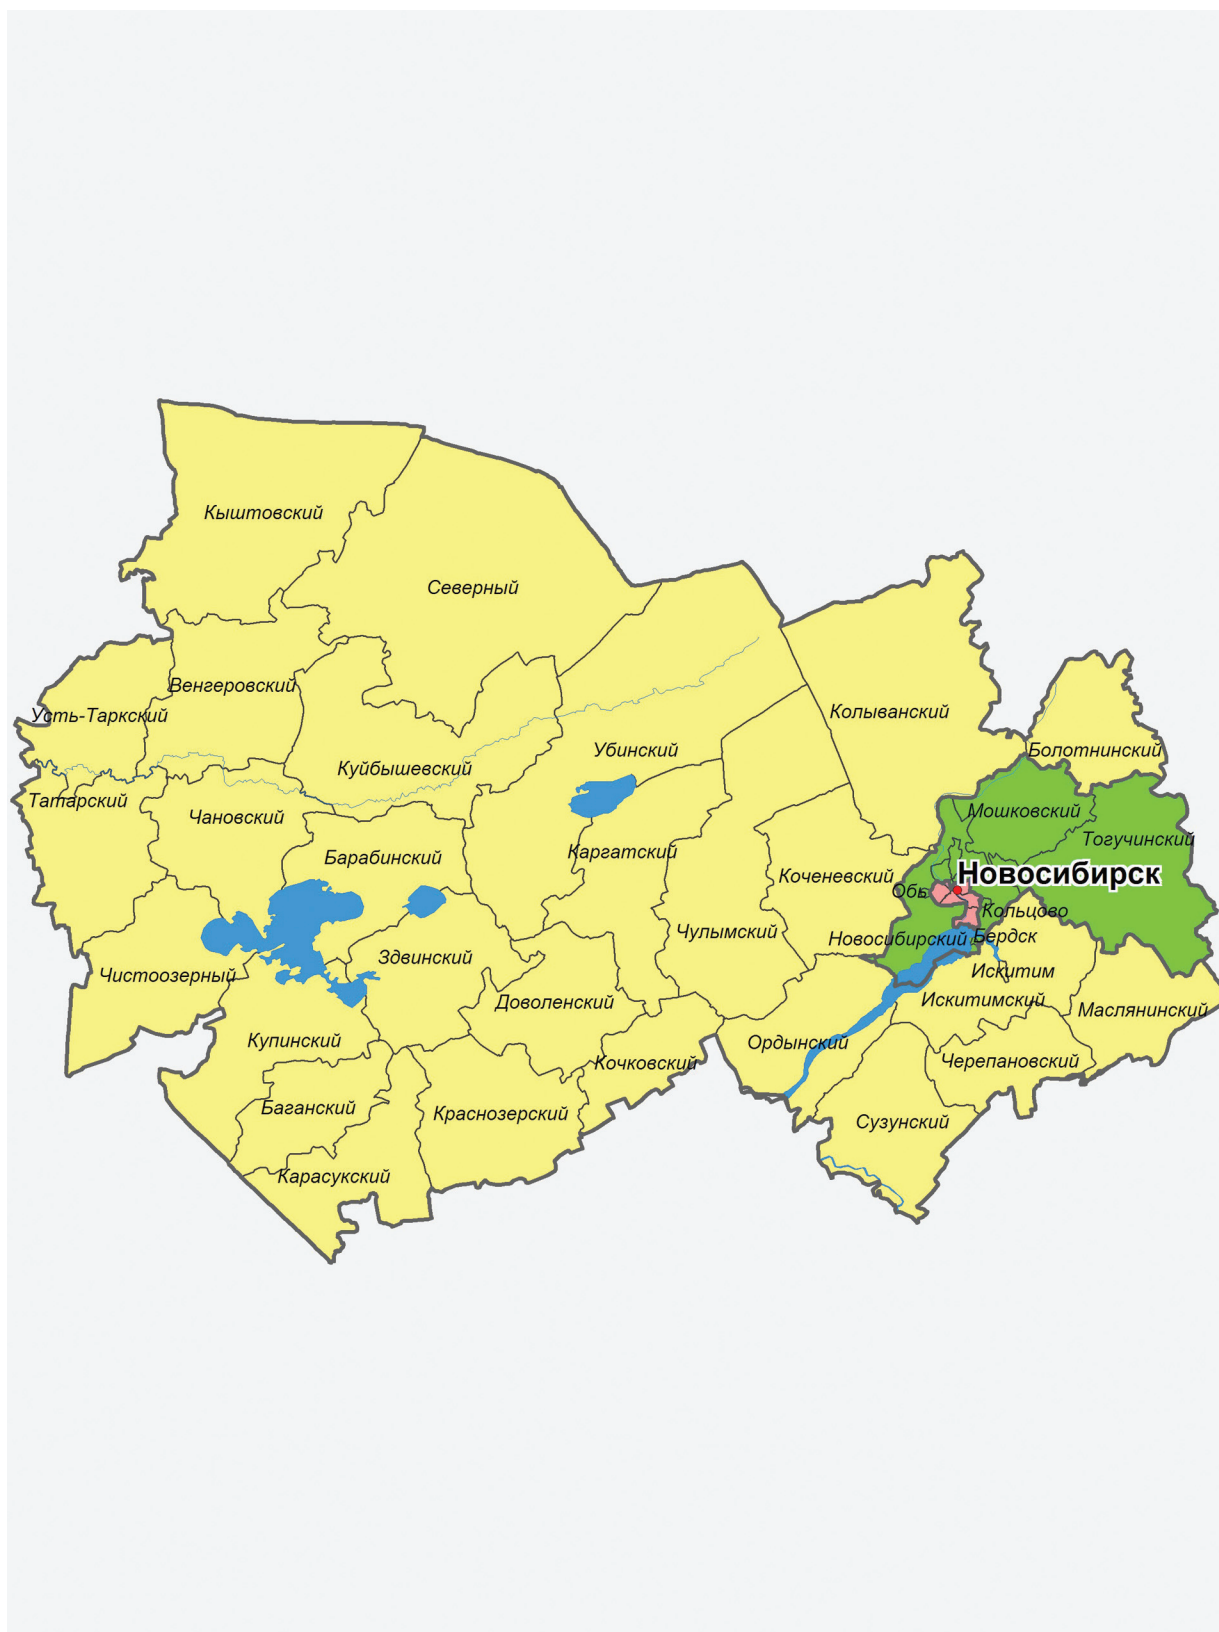 Кыштовский
Северный
Венгеровский
Усть-Таркский
Колыванский
Убинский
Болотнинский
Куйбышевский
Татарский
Чановский
Мошковский
Тогучинский
Барабинский
Каргатский
Коченевский
Новосибирск
Обь
Кольцово
Чулымский
Новосибирский
Бердск
Здвинский
Чистоозерный
Искитим
Доволенский
Искитимский
Маслянинский
Купинский
Ордынский
Кочковский
Черепановский
Баганский
Краснозерский
Сузунский
Карасукский